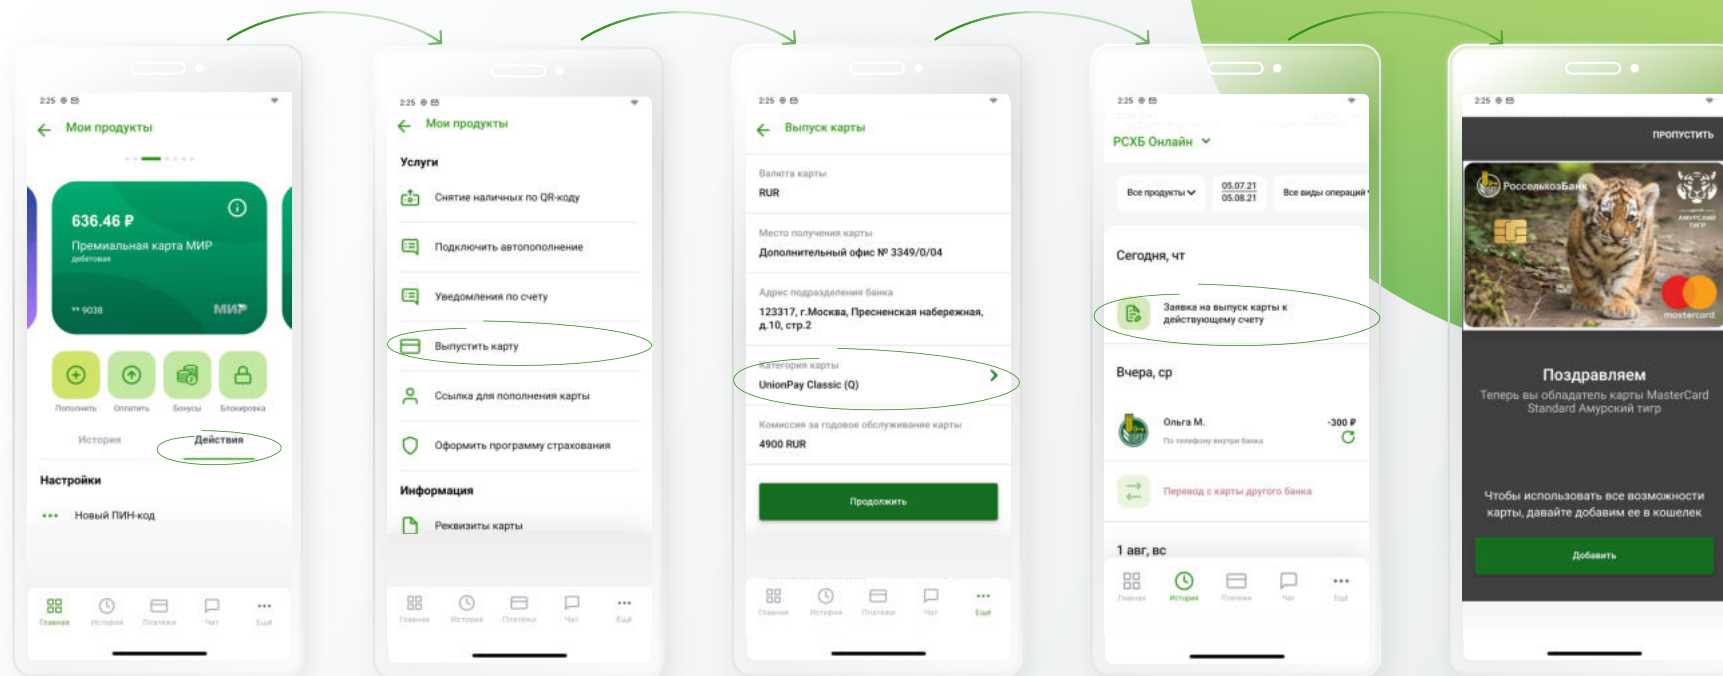 2:25
Мои продукты
636.46 ₽
Премиальная карта МИР
дебетовая
** 9038
МИР
Пополнить
Оплатить
Бонусы
Блокировка
История
Действия
Настройки
Новый ПИН-код
Главная
История
Платежи
Чат
Ещё
2:25
Мои продукты
Услуги
Снятие наличных по QR-коду
Подключить автопополнение
Уведомления по счету
Выпустить карту
Ссылка для пополнения карты
Оформить программу страхования
Информация
Реквизиты карты
Главная
История
Платежи
Чат
Ещё
2:25
Выпуск карты
Валюта карты
RUR
Место получения карты
Дополнительный офис № 3349/0/04
Адрес подразделения банка
123317, г.Москва, Пресненская набережная,
д.10, стр.2
Категория карты
UnionPay Classic (Q)
Комиссия за годовое обслуживание карты
4900 RUR
Продолжить
Главная
История
Платежи
Чат
Ещё
2:25
РСХБ Онлайн
Все продукты
05.07.21
05.08.21
Все виды операций
Сегодня, чт
Заявка на выпуск карты к
действующему счету
Вчера, ср
Ольга М.
-300 ₽
По телефону внутри банка
Перевод с карты другого банка
1 авг, вс
Главная
История
Платежи
Чат
Ещё
2:25
ПРОПУСТИТЬ
РоссельхозБанк
АМУРСКИЙ
ТИГР
mastercard
Поздравляем
Теперь вы обладатель карты MasterCard
Standard Амурский тигр
Чтобы использовать все возможности
карты, давайте добавим ее в кошелек
Добавить